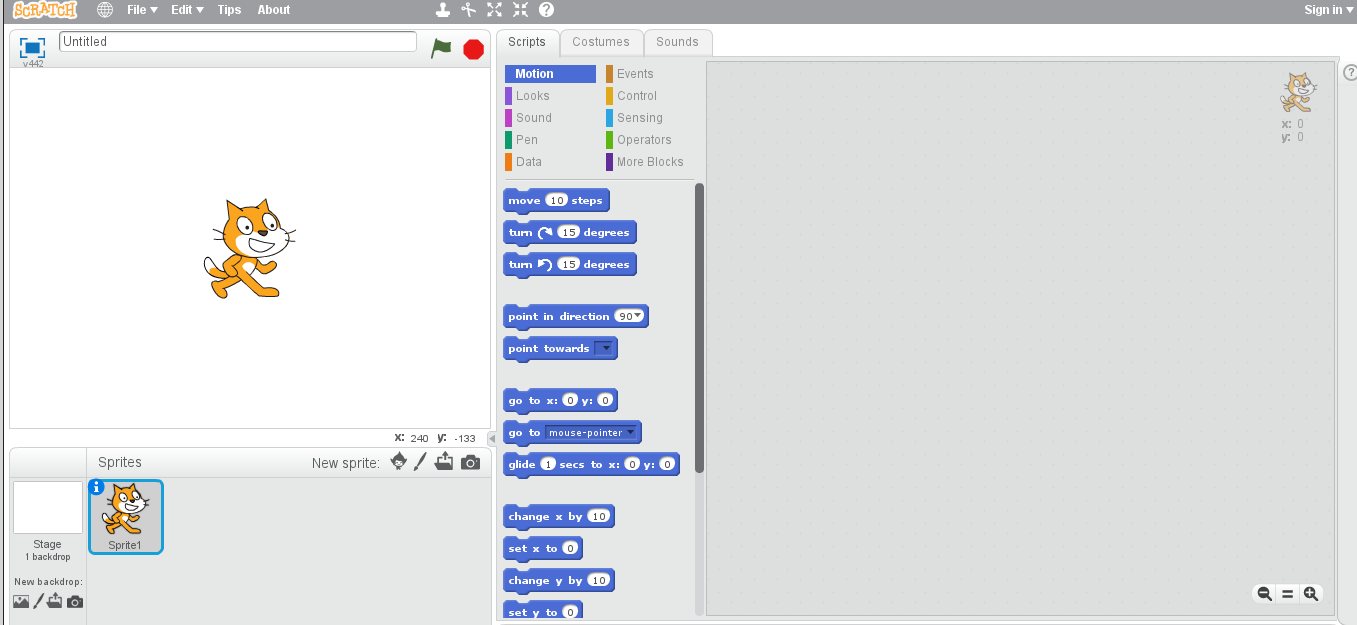 SCRATCH File Edit Tips About Sign in
v442
Untitled
Scripts Costumes Sounds
Motion Events
Looks Control
Sound Sensing
Pen Operators
Data More Blocks
move 10 steps
turn 15 degrees
turn 15 degrees
point in direction 90
point towards
go to x: 0 y: 0
go to mouse-pointer
glide 1 secs to x: 0 y: 0
change x by 10
set x to 0
change y by 10
set y to 0
x: 0
y: 0
x: 240 y: -133
Sprites New sprite:
Stage
1 backdrop
New backdrop:
Sprite1